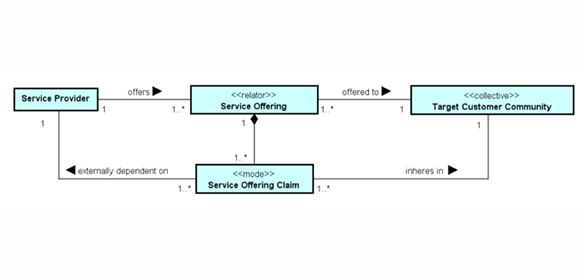 offers ▶
<<relator>>
offered to ▶
<<collective>>
Service Provider
Service Offering
Target Customer Community
1
1..*
1..*
1
1
1
1
1..*
◀ externally dependent on
<<mode>>
inheres in ▶
1..*
Service Offering Claim
1..*